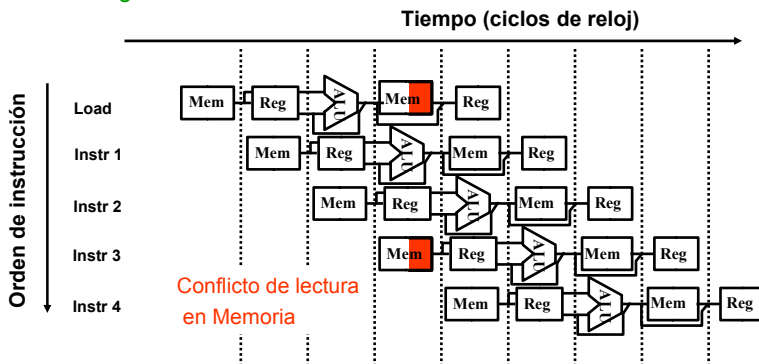 Tiempo (ciclos de reloj)
Orden de instrucción
Load
Mem
Reg
ALU
Mem
Reg
Instr 1
Mem
Reg
ALU
Mem
Reg
Instr 2
Mem
Reg
ALU
Mem
Reg
Instr 3
Mem
Reg
ALU
Mem
Reg
Conflicto de lectura
en Memoria
Instr 4
Mem
Reg
ALU
Mem
Reg